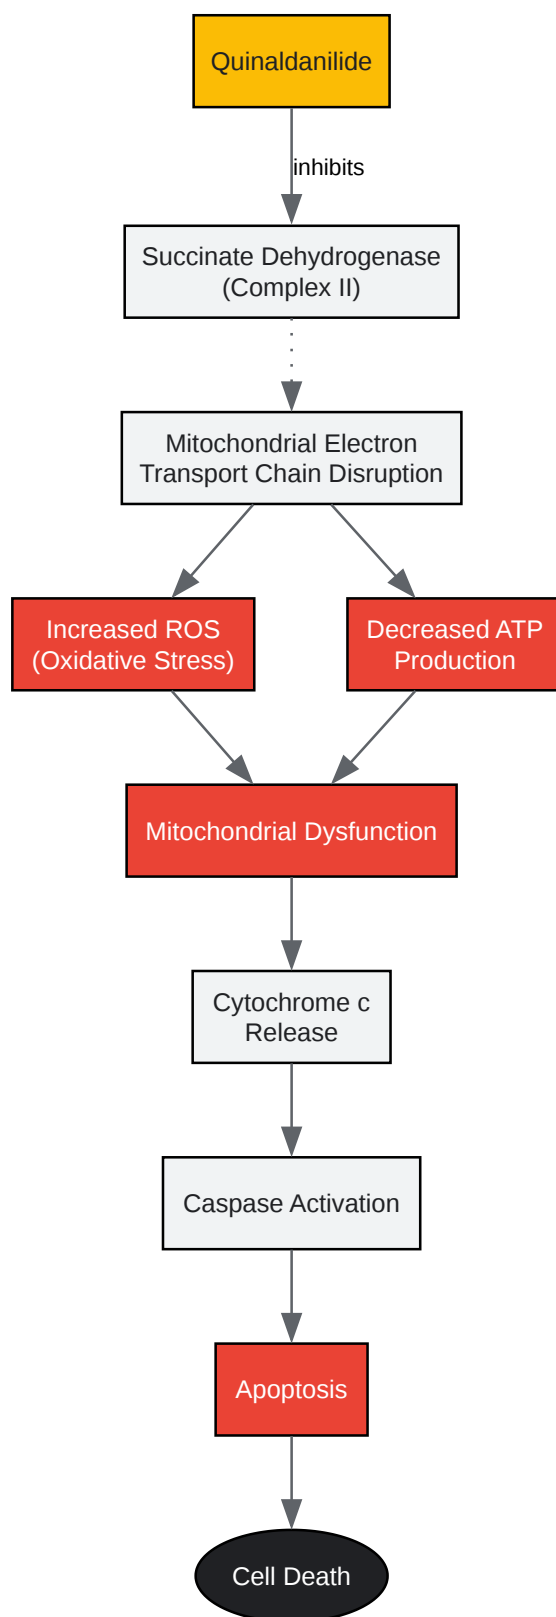 Quinaldanilide
inhibits
Succinate Dehydrogenase
(Complex II)
Mitochondrial Electron
Transport Chain Disruption
Increased ROS
(Oxidative Stress)
Decreased ATP
Production
Mitochondrial Dysfunction
Cytochrome c
Release
Caspase Activation
Apoptosis
Cell Death